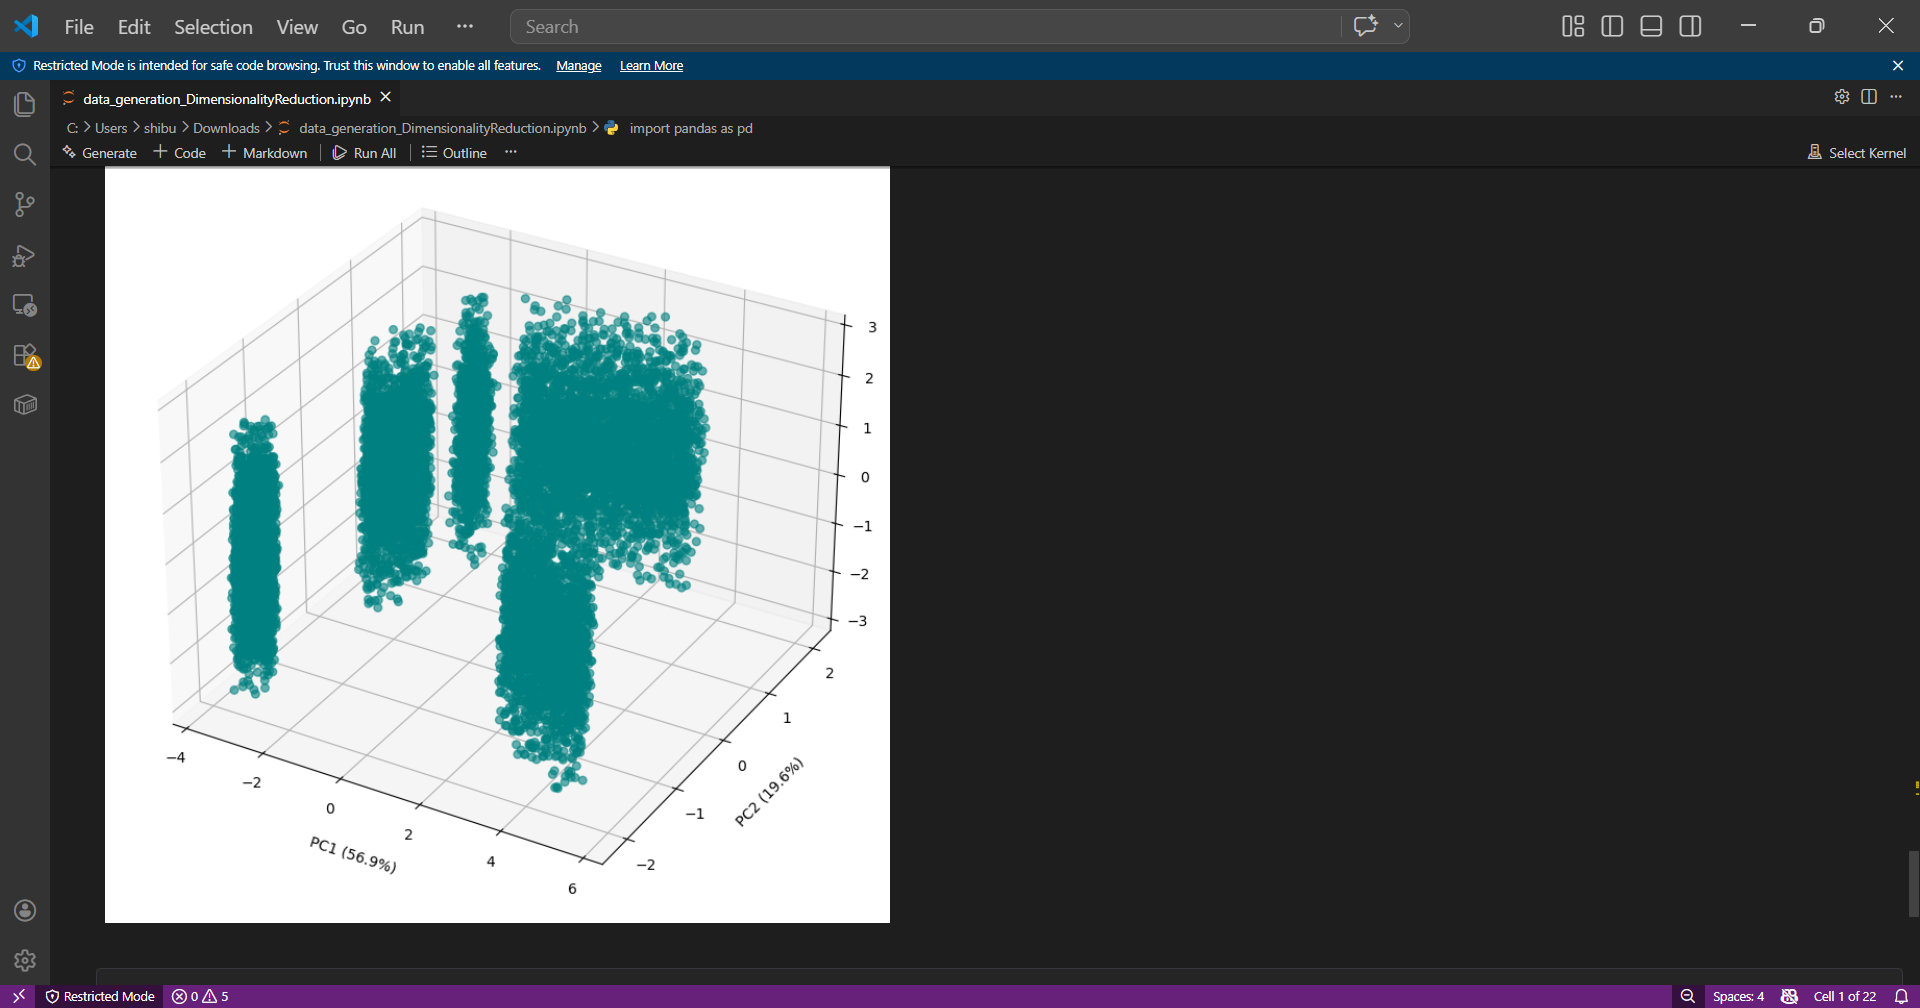 File Edit Selection View Go Run ··· Search
Restricted Mode is intended for safe code browsing. Trust this window to enable all features. Manage Learn More
data_generation_DimensionalityReduction.ipynb
C: > Users > shibu > Downloads > data_generation_DimensionalityReduction.ipynb > import pandas as pd
Generate + Code + Markdown Run All Outline ··· Select Kernel
3
2
1
0
−1
−2
−3
2
1
0
−1
−2
PC2 (19.6%)
−4
−2
0
2
4
6
PC1 (56.9%)
Restricted Mode 0 5 Spaces: 4 Cell 1 of 22